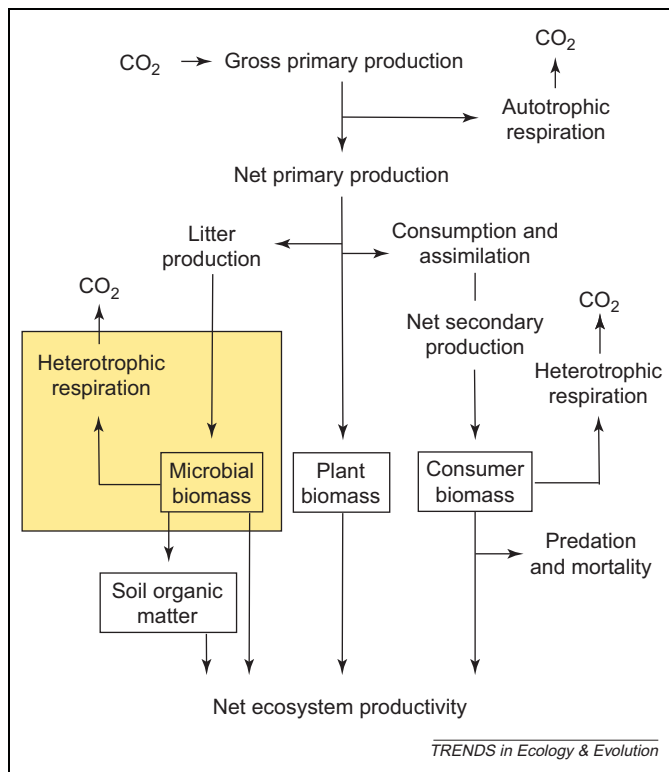 CO2
Gross primary production
CO2
Autotrophic
respiration
Net primary production
Litter
production
Consumption and
assimilation
CO2
Net secondary
production
CO2
Heterotrophic
respiration
Heterotrophic
respiration
Microbial
biomass
Plant
biomass
Consumer
biomass
Predation
and mortality
Soil organic
matter
Net ecosystem productivity
TRENDS in Ecology & Evolution